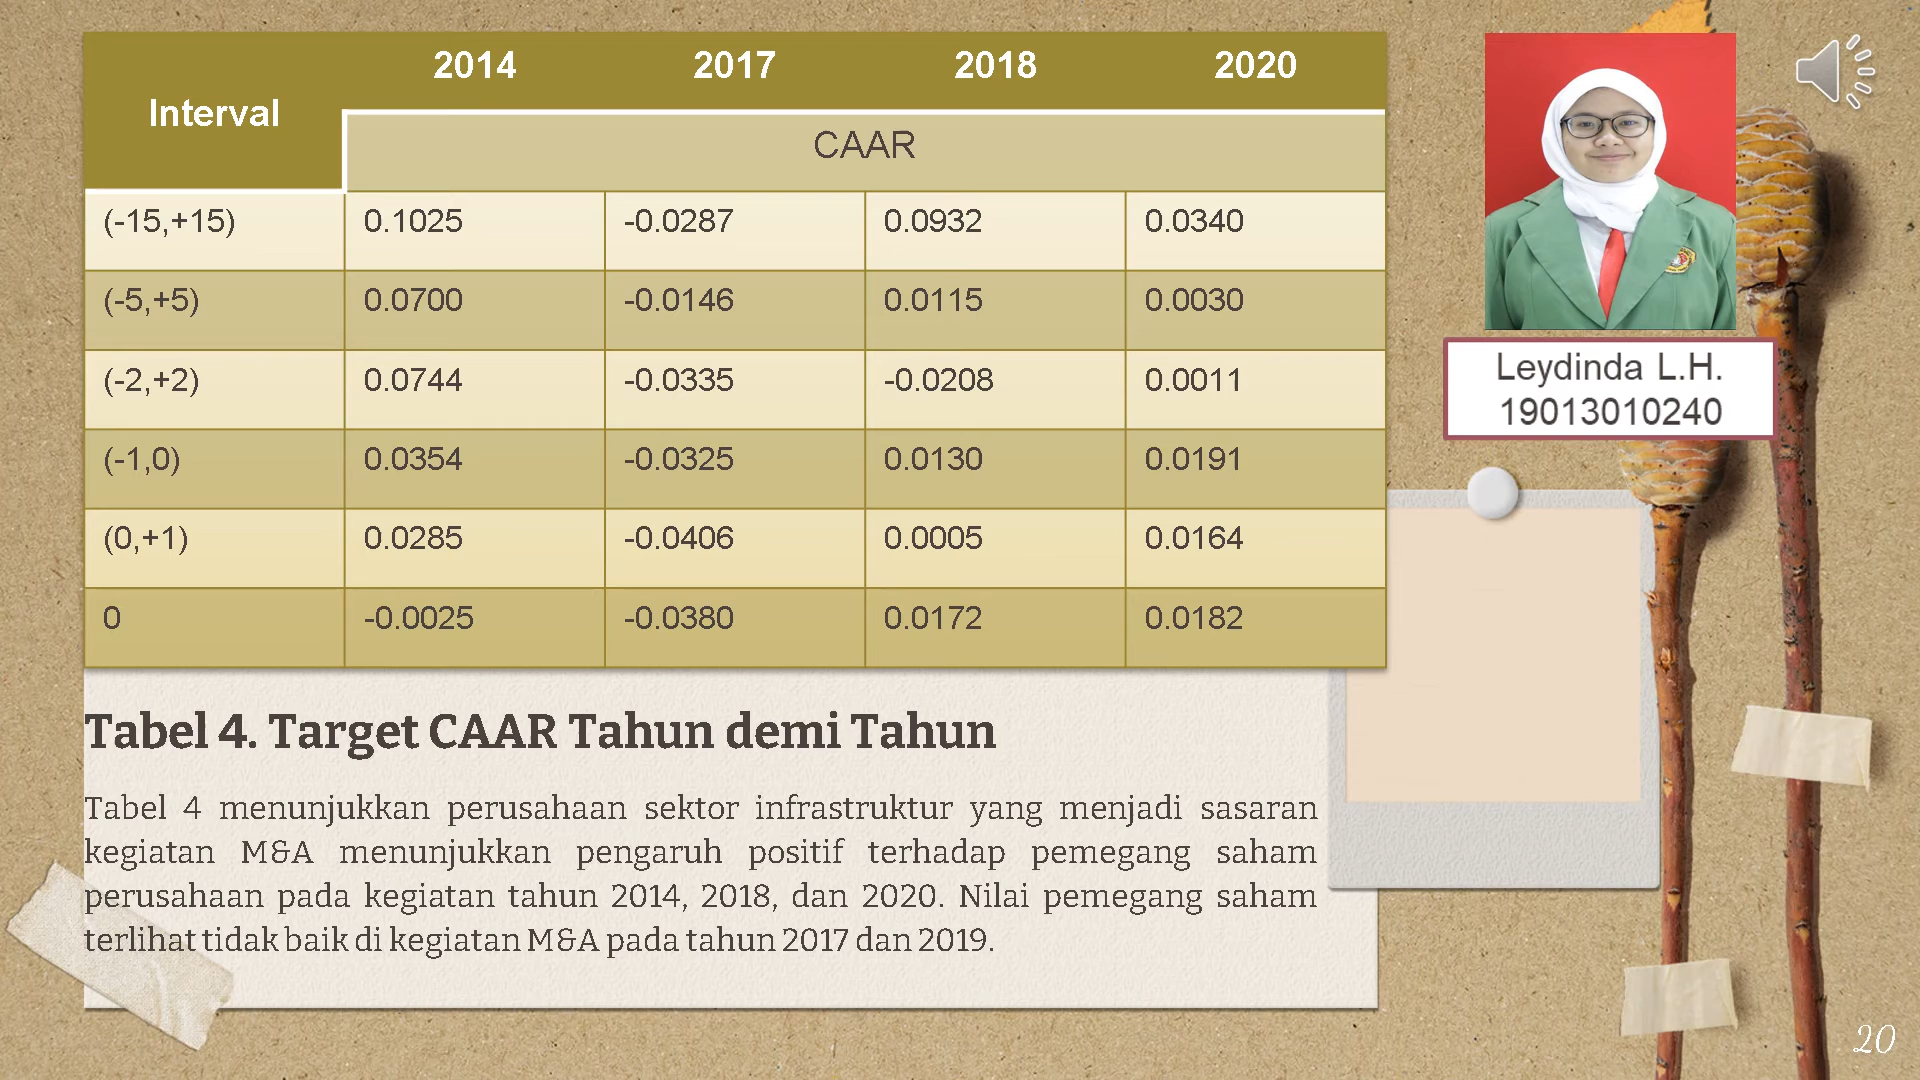 Interval 2014 2017 2018 2020
CAAR
(-15,+15) 0.1025 -0.0287 0.0932 0.0340
(-5,+5) 0.0700 -0.0146 0.0115 0.0030
(-2,+2) 0.0744 -0.0335 -0.0208 0.0011
(-1,0) 0.0354 -0.0325 0.0130 0.0191
(0,+1) 0.0285 -0.0406 0.0005 0.0164
0 -0.0025 -0.0380 0.0172 0.0182
Tabel 4. Target CAAR Tahun demi Tahun
Tabel 4 menunjukkan perusahaan sektor infrastruktur yang menjadi sasaran
kegiatan M&A menunjukkan pengaruh positif terhadap pemegang saham
perusahaan pada kegiatan tahun 2014, 2018, dan 2020. Nilai pemegang saham
terlihat tidak baik di kegiatan M&A pada tahun 2017 dan 2019.
Leydinda L.H.
19013010240
20